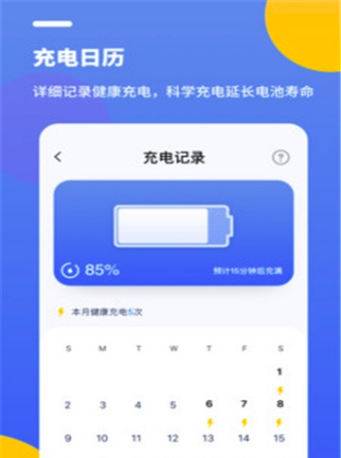 充电日历
详细记录健康充电，科学充电延长电池寿命
充电记录
?
85% 预计15分钟后充满
本月健康充电5次
S M T W T F S
1
2 3 4 5 6 7 8
9 10 11 12 13 14 15